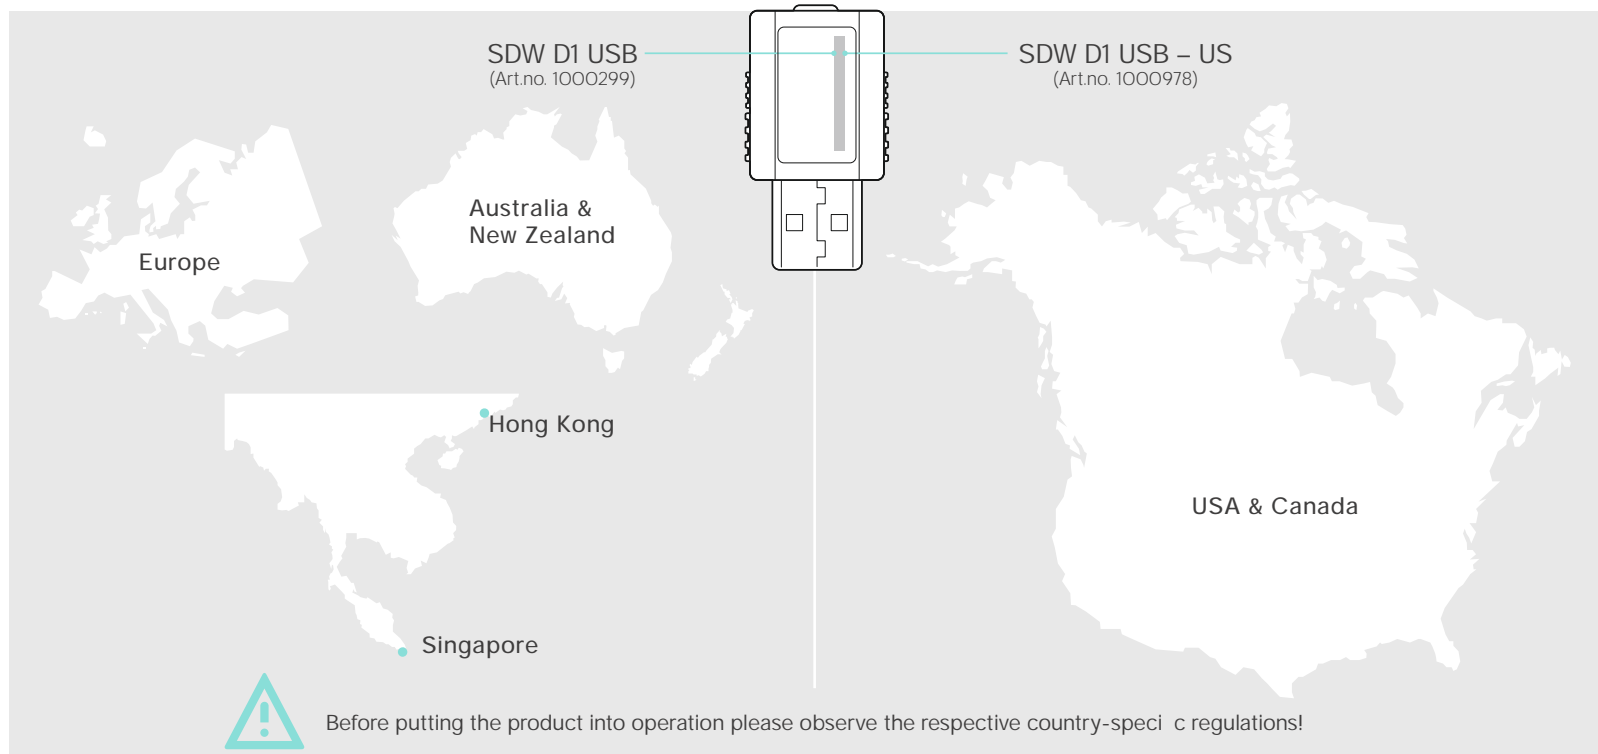 SDW D1 USB
(Art.no. 1000299)
SDW D1 USB – US
(Art.no. 1000978)
Europe
Australia &
New Zealand
Hong Kong
Singapore
USA & Canada
Before putting the product into operation please observe the respective country-speci c regulations!